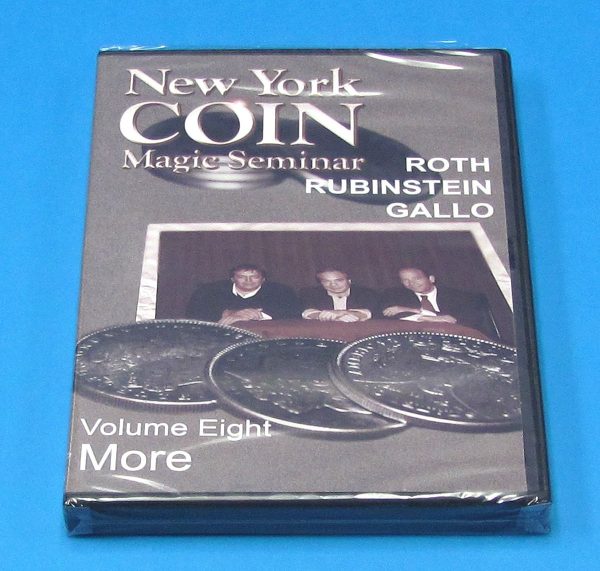 New York
COIN
Magic Seminar
ROTH
RUBINSTEIN
GALLO
Volume Eight
More